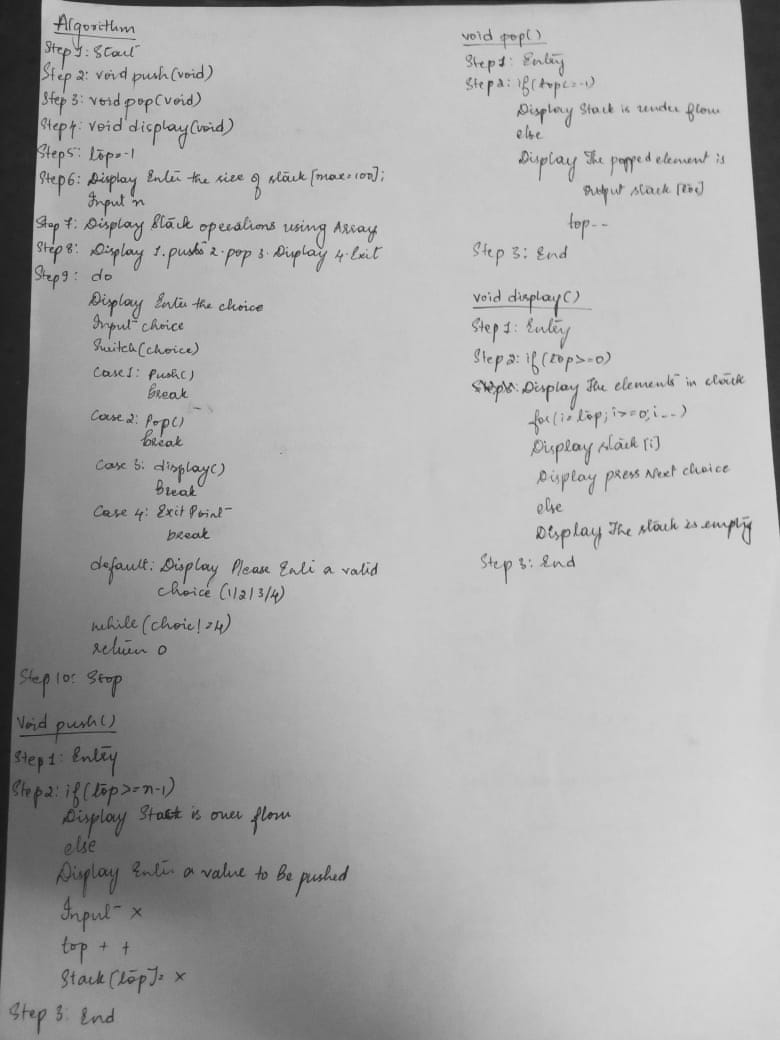 Algorithm
Step 1: Start
Step 2: void push(void)
Step 3: void pop(void)
Step 4: void display(void)
Step 5: top=-1
Step 6: Display Enter the size of stack [max=100];
Input n
Step 7: Display Stack operations using Array
Step 8: Display 1.push 2.pop 3.Display 4.Exit
Step 9: do
Display Enter the choice
Input choice
Switch(choice)
Case 1: Push()
break
Case 2: Pop()
break
Case 3: display()
Break
Case 4: Exit Point
break
default: Display Please Enter a valid
choice (1/2/3/4)
while(choic!=4)
return 0
Step 10: Stop
Void push()
Step 1: Entry
Step 2: if(top>=n-1)
Display Stack is over flow
else
Display Enter a value to be pushed
Input x
top + +
Stack[top]= x
Step 3: End
void pop()
Step 1: Entry
Step 2: if(top<=-1)
Display Stack is under flow
else
Display The popped element is
output stack [top]
top--
Step 3: End
void display()
Step 1: Entry
Step 2: if(top>=0)
Display The elements in stack
for(i=top;i>=0;i--)
Display stack [i]
Display press Next choice
else
Display The stack is empty
Step 3: End